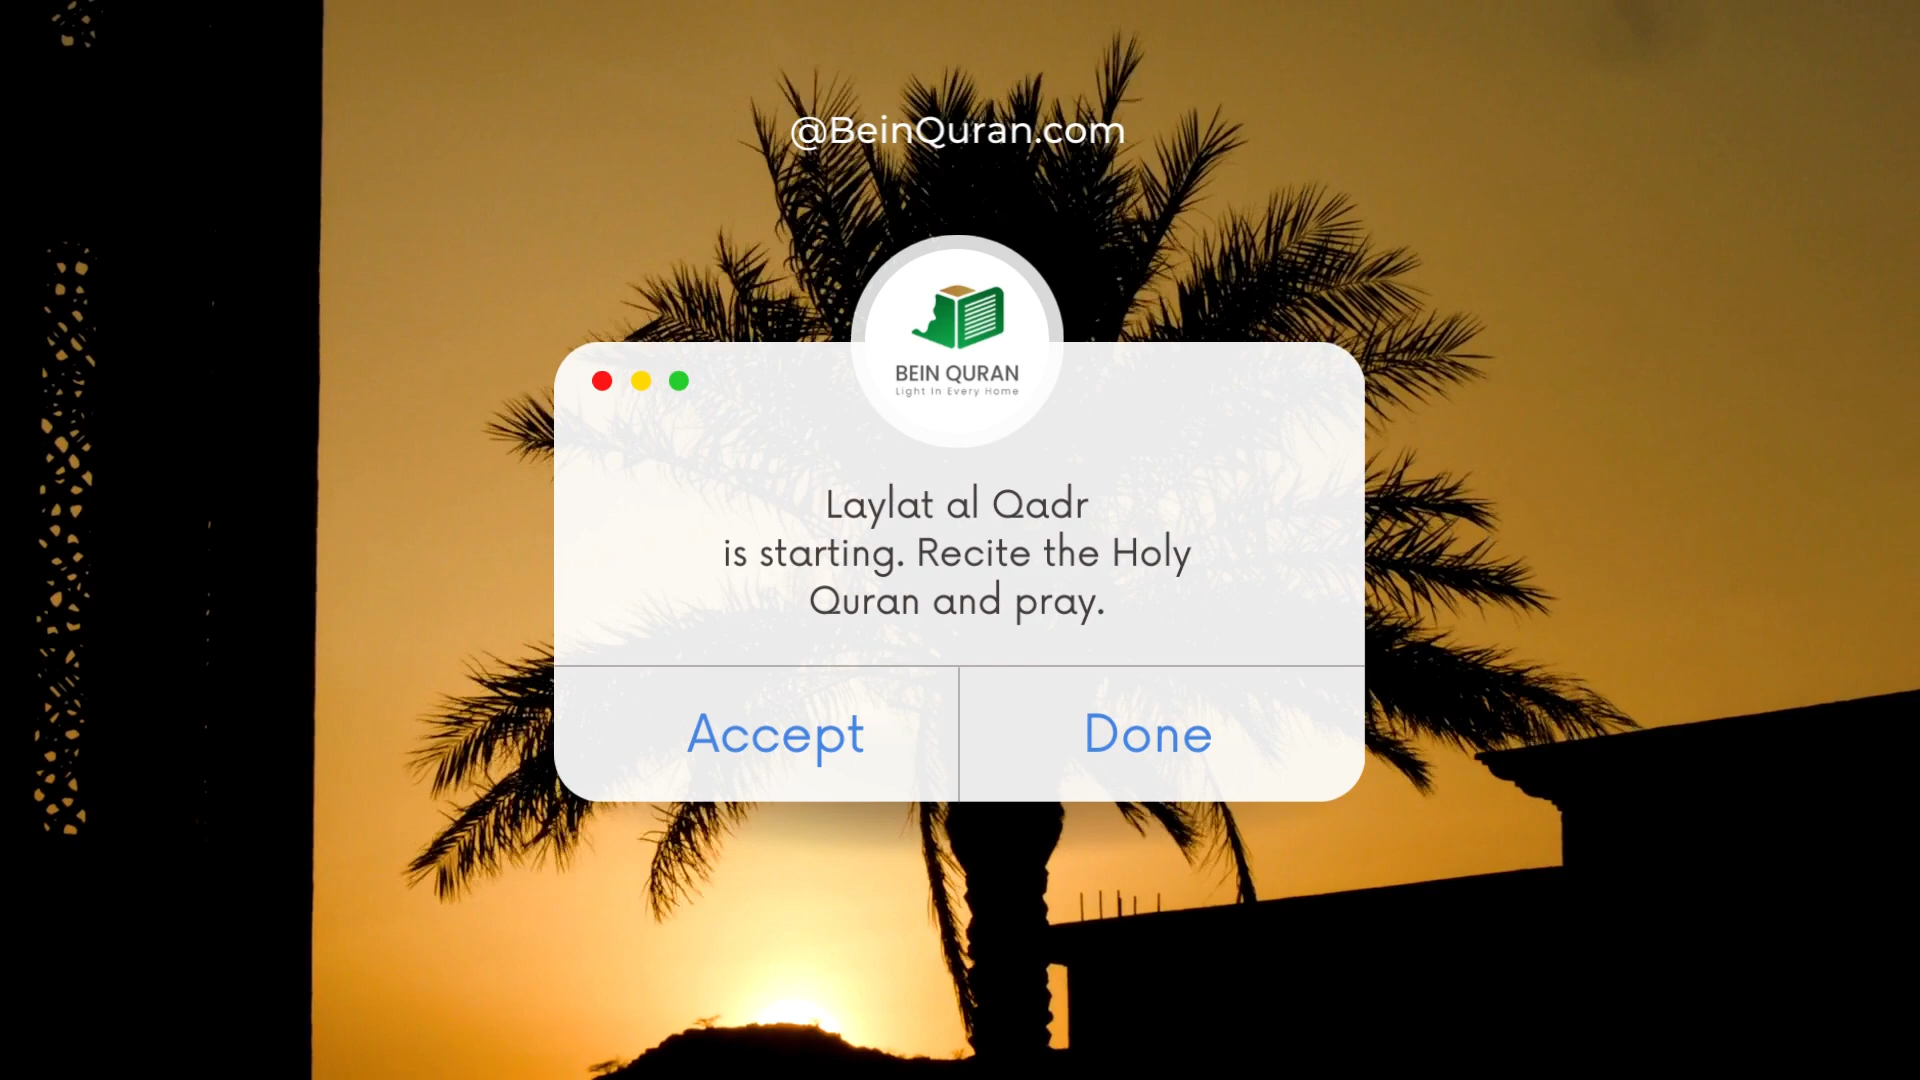 @BeinQuran.com
BEIN QURAN
Light In Every Home
Laylat al Qadr
is starting. Recite the Holy
Quran and pray.
Accept
Done